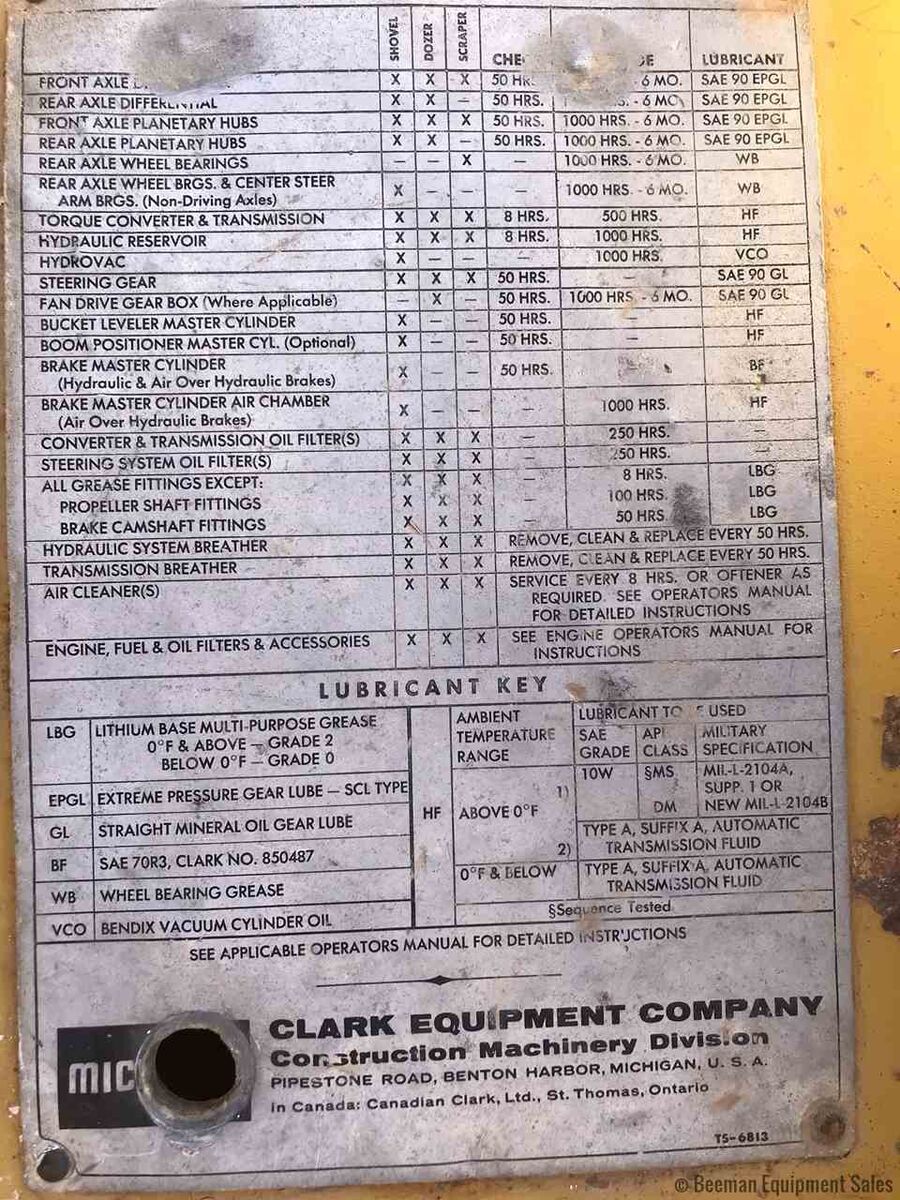 SHOVEL DOZER SCRAPER CHE E LUBRICANT
FRONT AXLE X X X 50 HR. 6 MO. SAE 90 EPGL
REAR AXLE DIFFERENTIAL X X – 50 HRS. - 6 MO. SAE 90 EPGL
FRONT AXLE PLANETARY HUBS X X X 50 HRS. 1000 HRS. - 6 MO. SAE 90 EPGL
REAR AXLE PLANETARY HUBS X X – 50 HRS. 1000 HRS. - 6 MO. SAE 90 EPGL
REAR AXLE WHEEL BEARINGS – – X – 1000 HRS. - 6 MO. WB
REAR AXLE WHEEL BRGS. & CENTER STEER
ARM BRGS. (Non-Driving Axles) X – – – 1000 HRS. - 6 MO. WB
TORQUE CONVERTER & TRANSMISSION X X X 8 HRS. 500 HRS. HF
HYDRAULIC RESERVOIR X X X 8 HRS. 1000 HRS. HF
HYDROVAC X – – – 1000 HRS. VCO
STEERING GEAR X X X 50 HRS. – SAE 90 GL
FAN DRIVE GEAR BOX (Where Applicable) – X – 50 HRS. 1000 HRS. - 6 MO. SAE 90 GL
BUCKET LEVELER MASTER CYLINDER X – – 50 HRS. – HF
BOOM POSITIONER MASTER CYL. (Optional) X – – 50 HRS. – HF
BRAKE MASTER CYLINDER
(Hydraulic & Air Over Hydraulic Brakes) X – – 50 HRS. – BF
BRAKE MASTER CYLINDER AIR CHAMBER
(Air Over Hydraulic Brakes) X – – – 1000 HRS. HF
CONVERTER & TRANSMISSION OIL FILTER(S) X X X – 250 HRS. –
STEERING SYSTEM OIL FILTER(S) X X X – 250 HRS. –
ALL GREASE FITTINGS EXCEPT: X X X – 8 HRS. LBG
PROPELLER SHAFT FITTINGS X X X – 100 HRS. LBG
BRAKE CAMSHAFT FITTINGS X X X – 50 HRS. LBG
HYDRAULIC SYSTEM BREATHER X X X REMOVE, CLEAN & REPLACE EVERY 50 HRS.
TRANSMISSION BREATHER X X X REMOVE, CLEAN & REPLACE EVERY 50 HRS.
AIR CLEANER(S) X X X SERVICE EVERY 8 HRS. OR OFTENER AS
REQUIRED. SEE OPERATORS MANUAL
FOR DETAILED INSTRUCTIONS
ENGINE, FUEL & OIL FILTERS & ACCESSORIES X X X SEE ENGINE OPERATORS MANUAL FOR
INSTRUCTIONS
LUBRICANT KEY
LBG LITHIUM BASE MULTI-PURPOSE GREASE
0°F & ABOVE – GRADE 2
BELOW 0°F – GRADE 0
EPGL EXTREME PRESSURE GEAR LUBE – SCL TYPE
GL STRAIGHT MINERAL OIL GEAR LUBE
BF SAE 70R3, CLARK NO. 850487
WB WHEEL BEARING GREASE
VCO BENDIX VACUUM CYLINDER OIL
HF
AMBIENT
TEMPERATURE
RANGE
LUBRICANT TO BE USED
SAE GRADE
API CLASS
MILITARY SPECIFICATION
ABOVE 0°F
1)
10W
§MS
DM
MIL-L-2104A,
SUPP. 1 OR
NEW MIL-L-2104B
2)
TYPE A, SUFFIX A, AUTOMATIC
TRANSMISSION FLUID
0°F & BELOW
TYPE A, SUFFIX A, AUTOMATIC
TRANSMISSION FLUID
§Sequence Tested
SEE APPLICABLE OPERATORS MANUAL FOR DETAILED INSTRUCTIONS
MIC
CLARK EQUIPMENT COMPANY
Construction Machinery Division
PIPESTONE ROAD, BENTON HARBOR, MICHIGAN, U. S. A.
In Canada: Canadian Clark, Ltd., St. Thomas, Ontario
TS-6813
© Beeman Equipment Sales